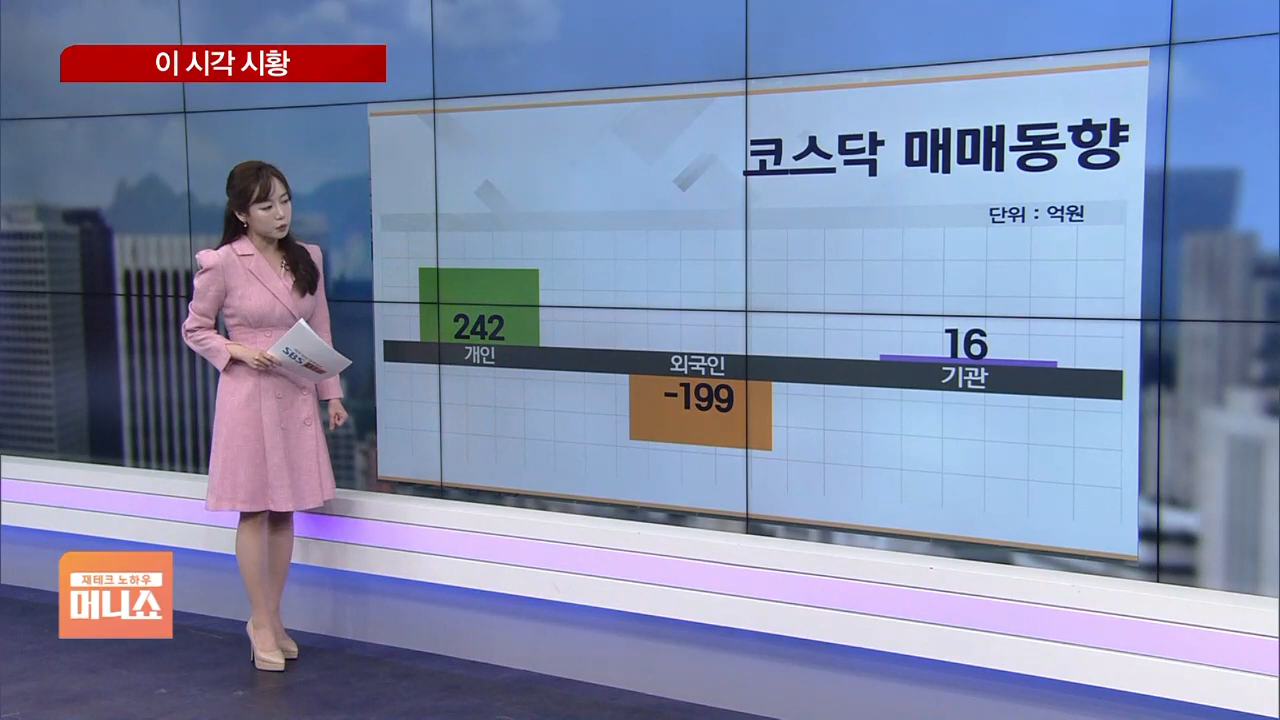 이 시각 시황
코스닥 매매동향
단위 : 억원
242
개인
외국인
-199
16
기관
SBS
재테크 노하우
머니쇼